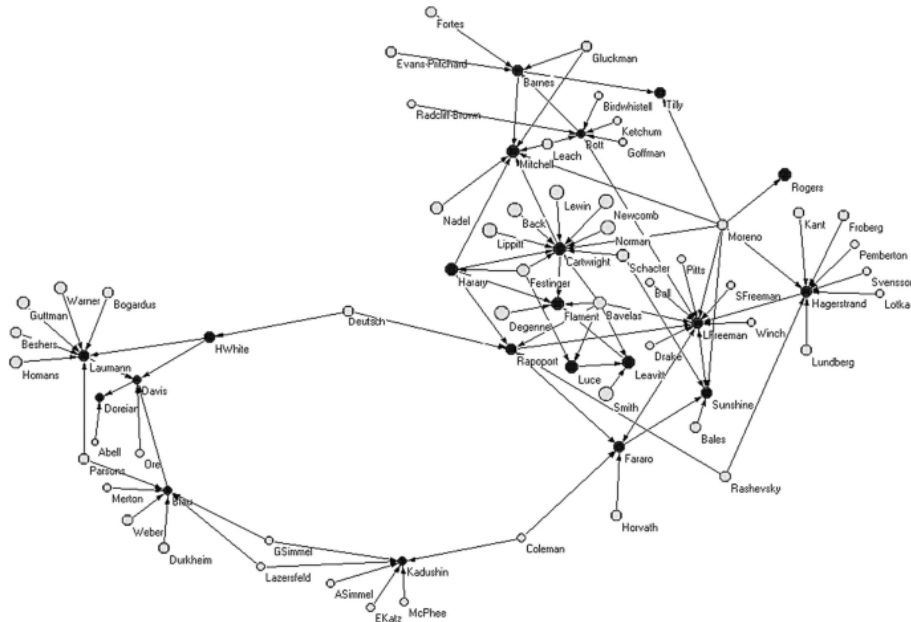 Fortes
Gluckman
Evans-Pritchard
Barnes
Tilly
Birdwhistell
Radcliff-Brown
Ketchum
Bott
Goffman
Leach
Mitchell
Rogers
Lewin
Newcomb
Kant
Froberg
Nadel
Back
Moreno
Norman
Pemberton
Lippitt
Cartwright
Schacter
Pitts
Svensson
Harary
Festinger
Ball
SFreeman
Hagerstrand
Lotka
Warner
Bogardus
Guttman
Degenne
Flament
Bavelas
Deutsch
LFreeman
Winch
Beshers
HWhite
Laumann
Rapoport
Drake
Lundberg
Homans
Davis
Luce
Leavitt
Doreian
Smith
Sunshine
Abell
Ore
Bales
Parsons
Fararo
Merton
Blau
Rashevsky
Weber
Horvath
Durkheim
GSimmel
Coleman
Lazersfeld
Kadushin
ASimmel
EKatz
McPhee